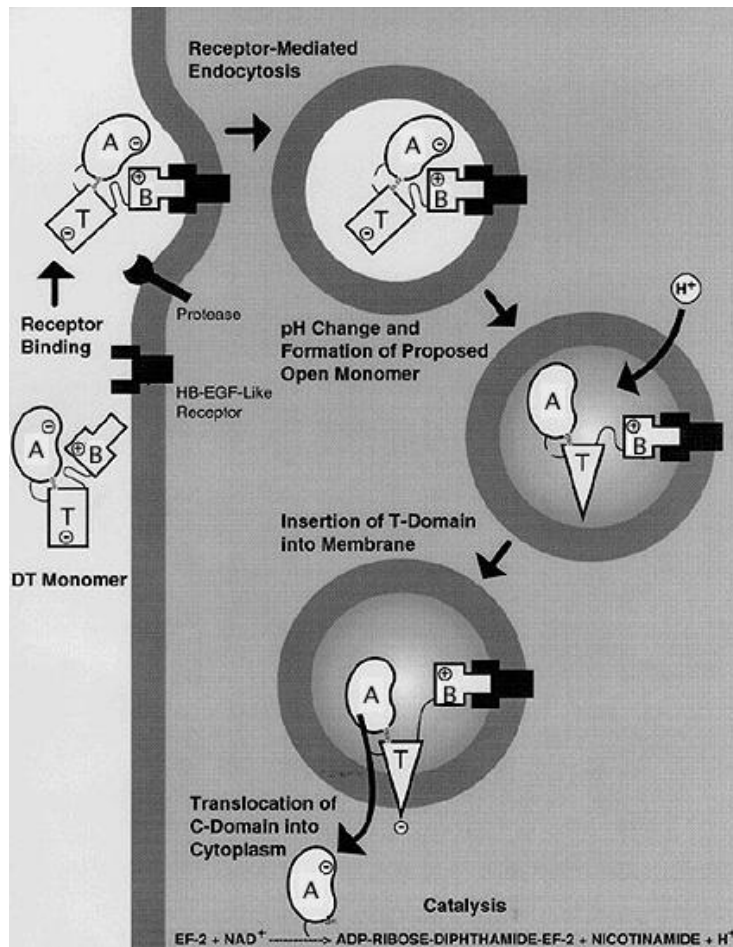 Receptor-Mediated
Endocytosis
A
T
B
A
T
B
Receptor
Binding
Protease
HB-EGF-Like
Receptor
pH Change and
Formation of Proposed
Open Monomer
H+
A
T
B
A
B
T
DT Monomer
Insertion of T-Domain
into Membrane
A
B
T
Translocation of
C-Domain into
Cytoplasm
A
Catalysis
EF-2 + NAD+ ----------> ADP-RIBOSE-DIPHTHAMIDE-EF-2 + NICOTINAMIDE + H+